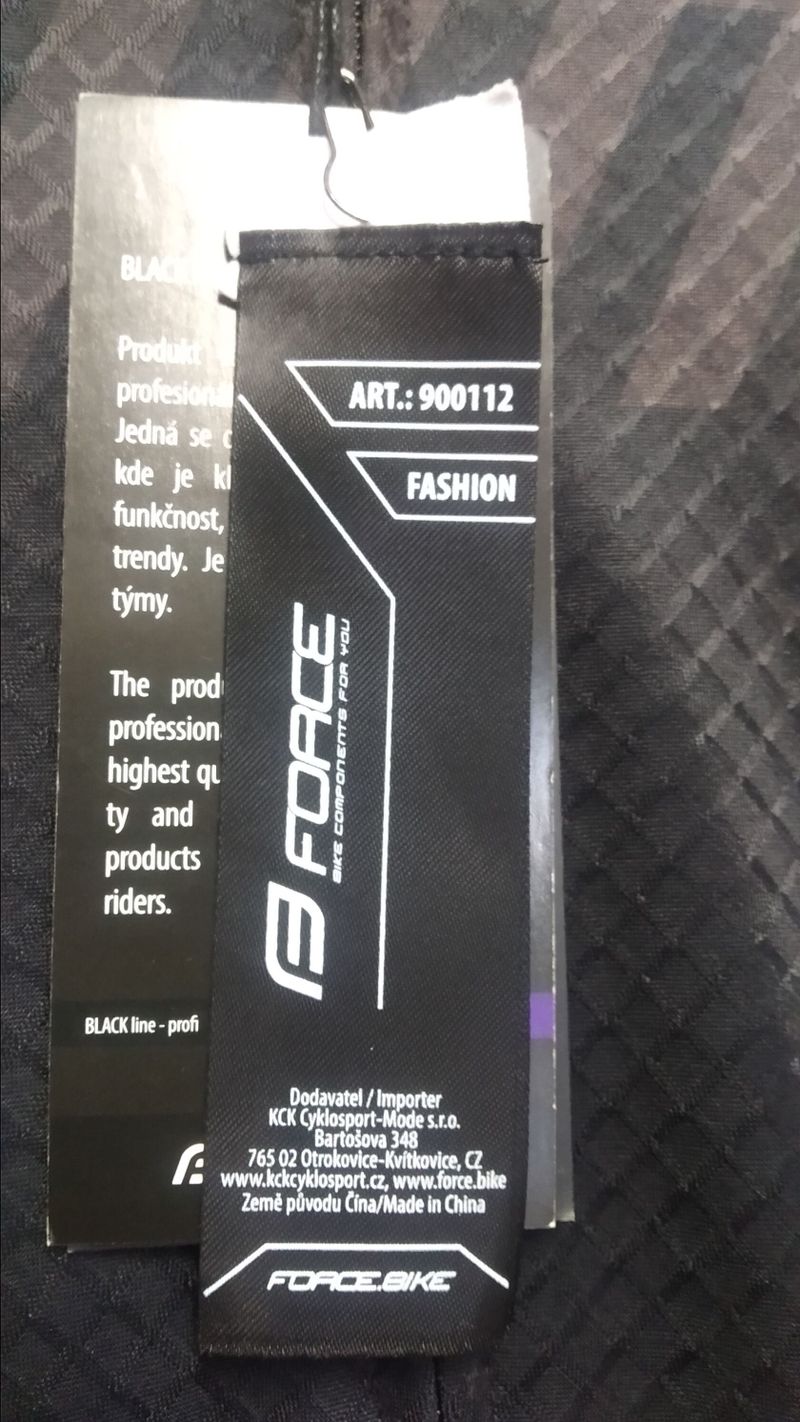 BLAC
Produkt
profesioná
Jedná se
kde je kl
funkčnost,
trendy. Je
týmy.
The prod
profession
highest qu
ty and
products
riders.
BLACK line - profi
ART.: 900112
FASHION
FORCE
BIKE COMPONENTS FOR YOU
Dodavatel / Importer
KCK Cyklosport-Mode s.r.o.
Bartošova 348
765 02 Otrokovice-Kvítkovice, CZ
www.kckcyklosport.cz, www.force.bike
Země původu Čína/Made in China
FORCE.BIKE